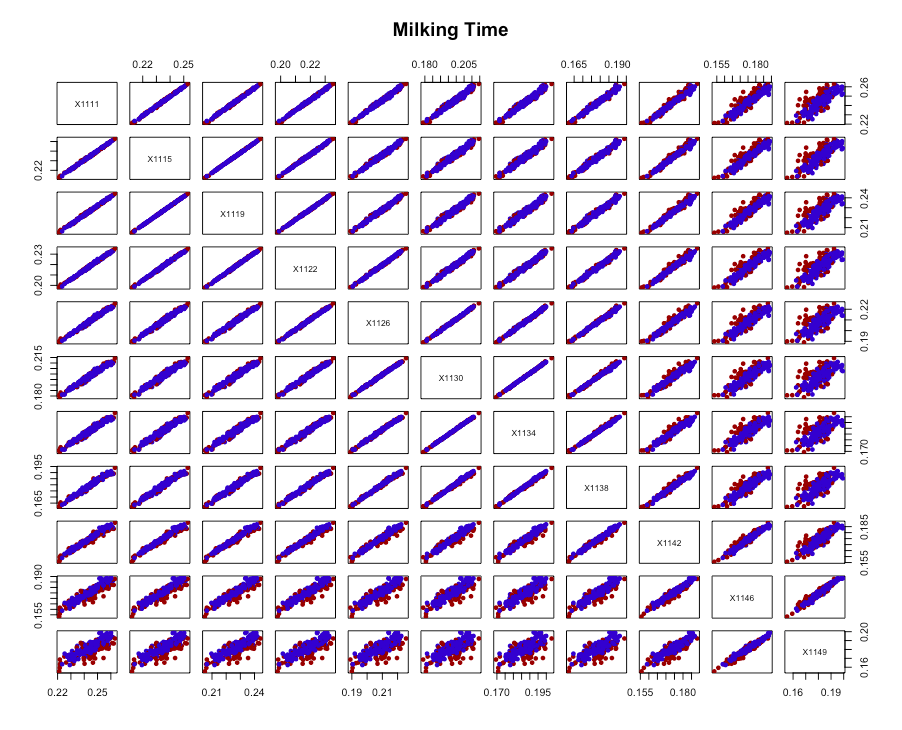 Milking Time
0.22 0.25 0.20 0.22 0.180 0.205 0.165 0.190 0.155 0.180
X1111
0.22 0.26
0.22
X1115
X1119
0.21 0.24
0.20 0.23
X1122
X1126
0.19 0.22
0.180 0.215
X1130
X1134
0.170
0.165 0.195
X1138
X1142
0.155 0.185
0.155 0.190
X1146
X1149
0.16 0.20
0.22 0.25 0.21 0.24 0.19 0.21 0.170 0.195 0.155 0.180 0.16 0.19